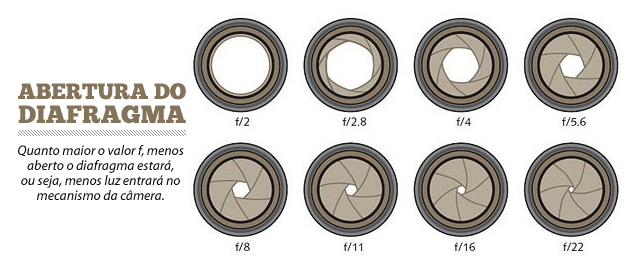 ABERTURA DO
DIAFRAGMA
Quanto maior o valor f, menos
aberto o diafragma estará,
ou seja, menos luz entrará no
mecanismo da câmera.
f/2
f/2.8
f/4
f/5.6
f/8
f/11
f/16
f/22